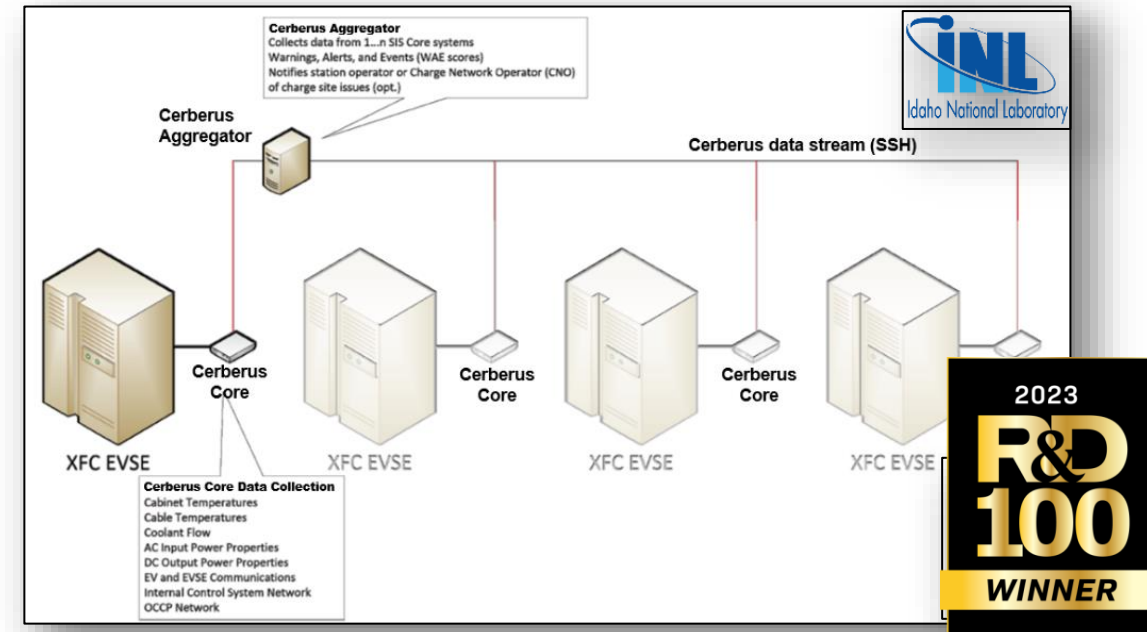 Cerberus Aggregator
Collects data from 1...n SIS Core systems
Warnings, Alerts, and Events (WAE scores)
Notifies station operator or Charge Network Operator (CNO)
of charge site issues (opt.)
INL
Idaho National Laboratory
Cerberus
Aggregator
Cerberus data stream (SSH)
Cerberus
Core
Cerberus
Core
Cerberus
Core
XFC EVSE
XFC EVSE
XFC EVSE
XFC EVSE
Cerberus Core Data Collection
Cabinet Temperatures
Cable Temperatures
Coolant Flow
AC Input Power Properties
DC Output Power Properties
EV and EVSE Communications
Internal Control System Network
OCCP Network
2023
R&D
100
WINNER